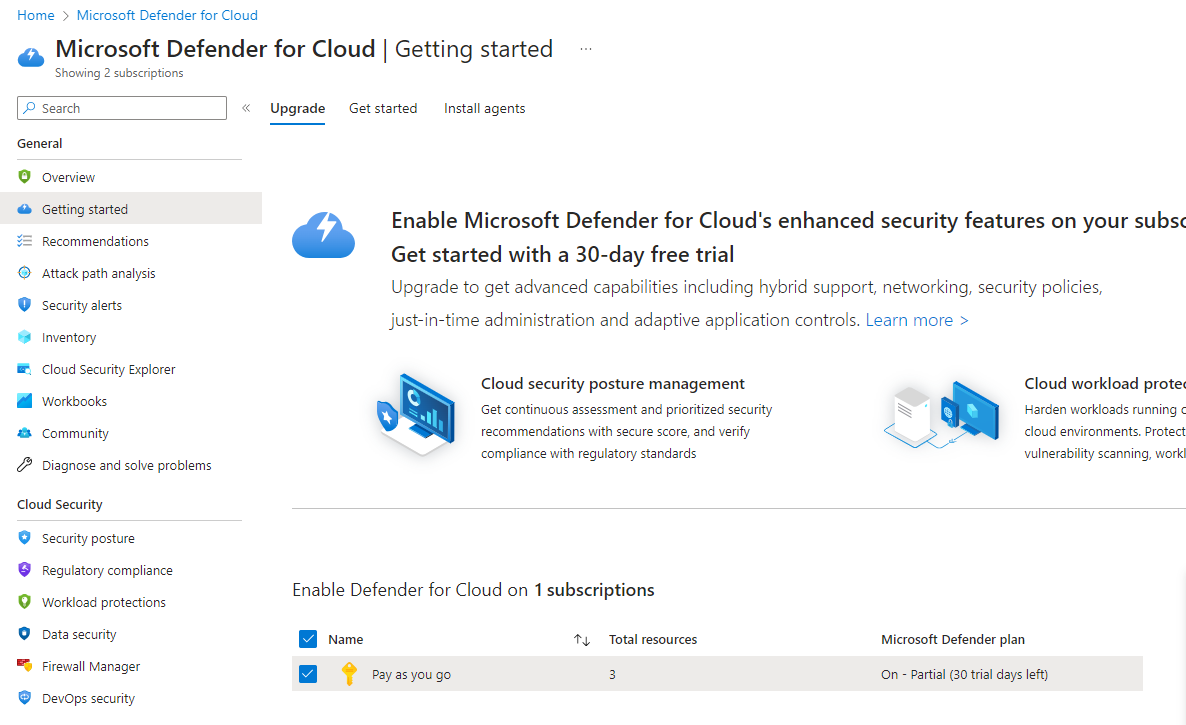 Home > Microsoft Defender for Cloud
Microsoft Defender for Cloud | Getting started ...
Showing 2 subscriptions
Search «
Upgrade Get started Install agents
General
Overview
Getting started
Recommendations
Attack path analysis
Security alerts
Inventory
Cloud Security Explorer
Workbooks
Community
Diagnose and solve problems
Cloud Security
Security posture
Regulatory compliance
Workload protections
Data security
Firewall Manager
DevOps security
Enable Microsoft Defender for Cloud's enhanced security features on your
Get started with a 30-day free trial
Upgrade to get advanced capabilities including hybrid support, networking, security policies,
just-in-time administration and adaptive application controls. Learn more >
Cloud security posture management
Get continuous assessment and prioritized security
recommendations with secure score, and verify
compliance with regulatory standards
Cloud workload
Harden workloads running
cloud environments. Protect
vulnerability scanning,
Enable Defender for Cloud on 1 subscriptions
Name ↑↓ Total resources Microsoft Defender plan
Pay as you go 3 On - Partial (30 trial days left)